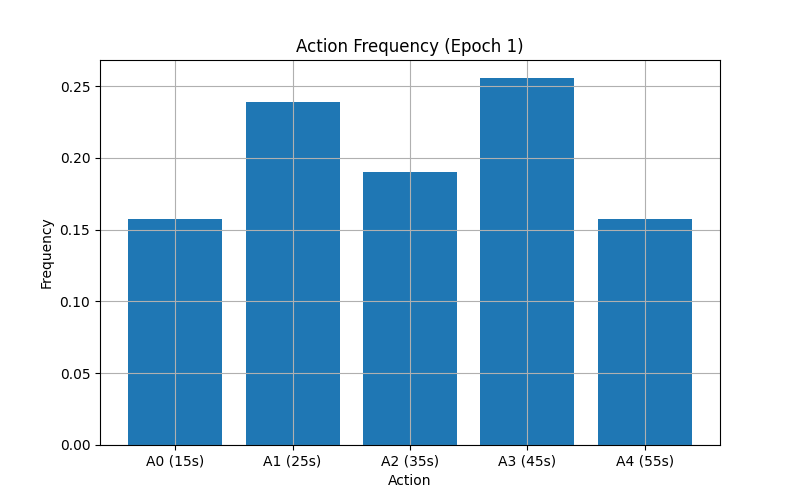 Action Frequency (Epoch 1)
Frequency
0.25
0.20
0.15
0.10
0.05
0.00
A0 (15s) A1 (25s) A2 (35s) A3 (45s) A4 (55s)
Action